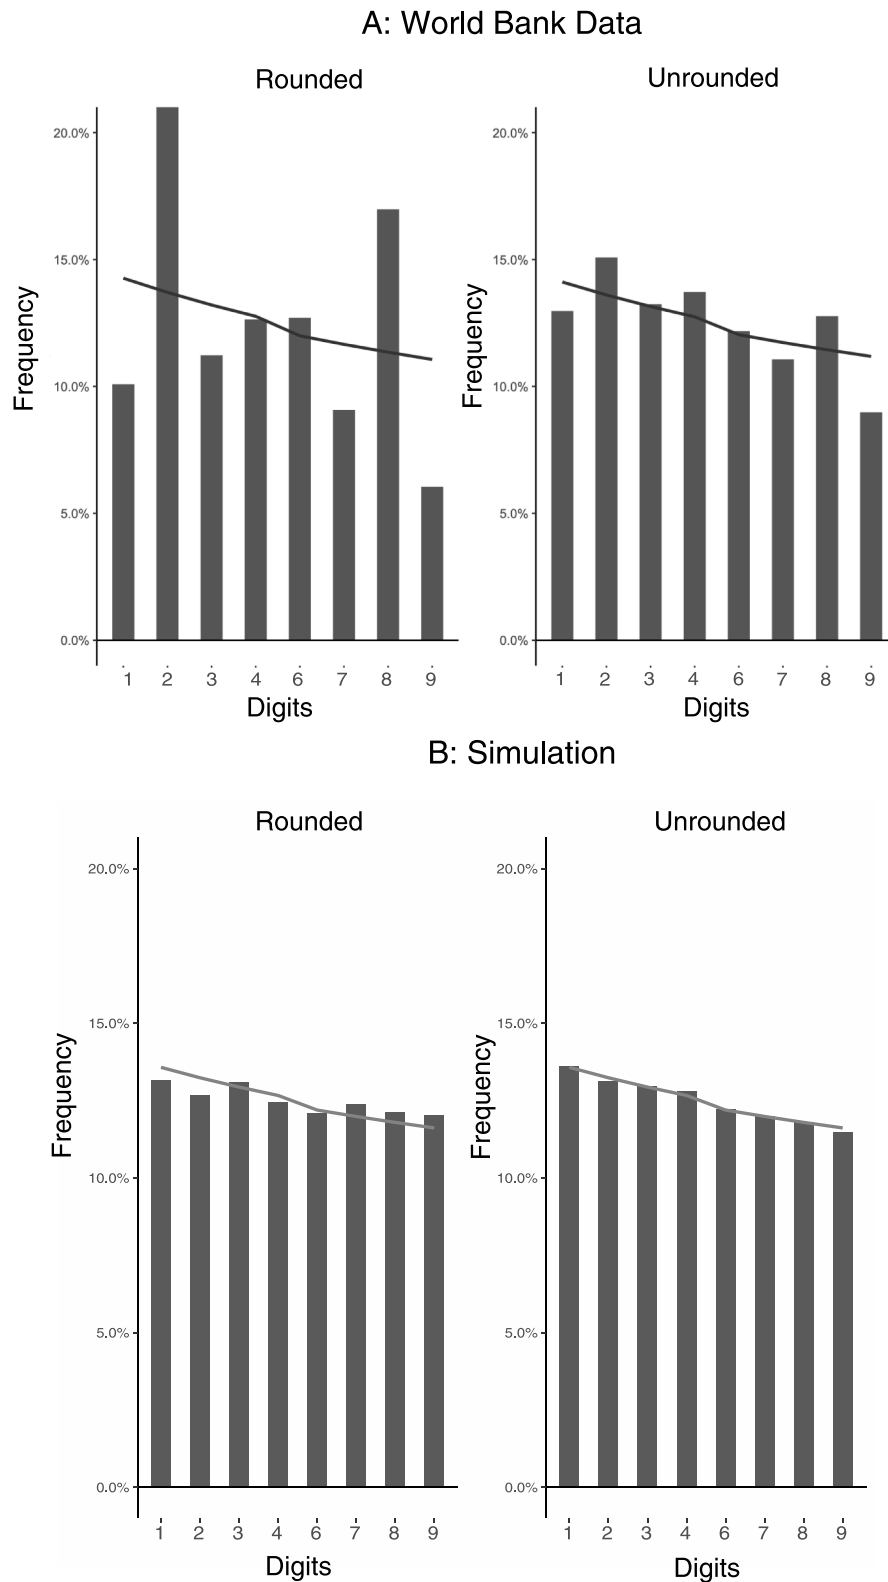 A: World Bank Data
Rounded
Unrounded
Frequency
20.0%
15.0%
10.0%
5.0%
0.0%
1 2 3 4 6 7 8 9
Digits
Frequency
20.0%
15.0%
10.0%
5.0%
0.0%
1 2 3 4 6 7 8 9
Digits
B: Simulation
Rounded
Unrounded
Frequency
20.0%
15.0%
10.0%
5.0%
0.0%
1 2 3 4 6 7 8 9
Digits
Frequency
20.0%
15.0%
10.0%
5.0%
0.0%
1 2 3 4 6 7 8 9
Digits